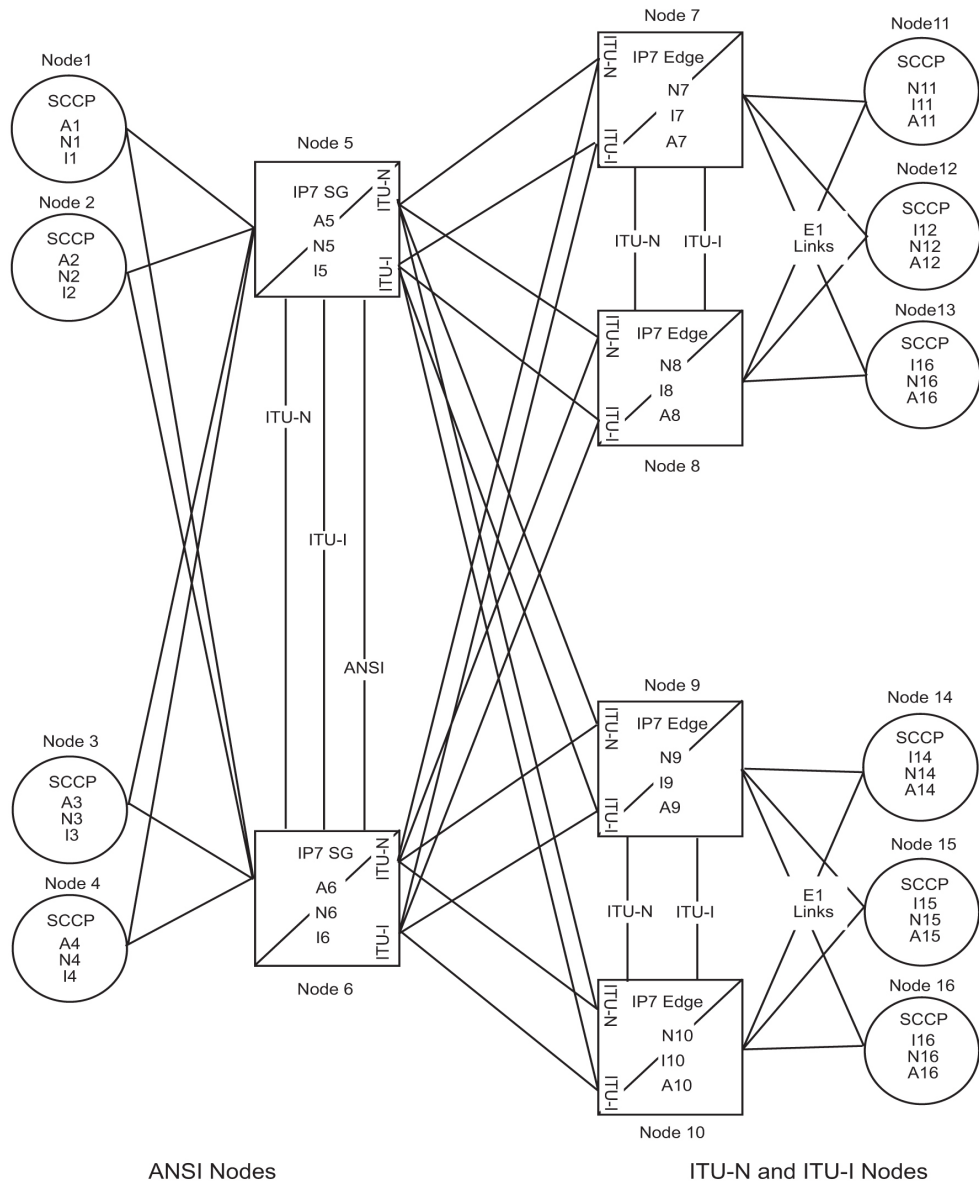 Node1
SCCP
A1
N1
I1
Node 2
SCCP
A2
N2
I2
Node 3
SCCP
A3
N3
I3
Node 4
SCCP
A4
N4
I4
Node 5
IP7 SG
A5
N5
I5
ITU-N
ITU-I
ITU-N
ITU-I
ANSI
IP7 SG
A6
N6
I6
ITU-N
ITU-I
Node 6
Node 7
ITU-N
IP7 Edge
N7
I7
A7
ITU-I
ITU-N
ITU-I
ITU-N
IP7 Edge
N8
I8
A8
ITU-I
Node 8
Node 9
ITU-N
IP7 Edge
N9
I9
A9
ITU-I
ITU-N
ITU-I
ITU-N
IP7 Edge
N10
I10
A10
ITU-I
Node 10
Node11
SCCP
N11
I11
A11
Node12
SCCP
I12
N12
A12
E1
Links
Node13
SCCP
I16
N16
A16
Node 14
SCCP
I14
N14
A14
Node 15
SCCP
I15
N15
A15
E1
Links
Node 16
SCCP
I16
N16
A16
ANSI Nodes
ITU-N and ITU-I Nodes